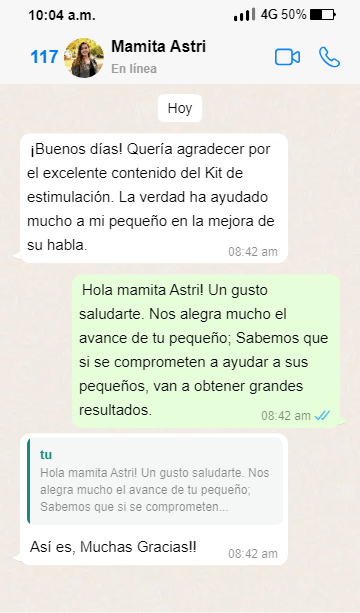 10:04 a.m. 4G 50%
117 Mamita Astri
En línea
Hoy
¡Buenos días! Quería agradecer por
el excelente contenido del Kit de
estimulación. La verdad ha ayudado
mucho a mi pequeño en la mejora de
su habla.
08:42 am
Hola mamita Astri! Un gusto
saludarte. Nos alegra mucho el
avance de tu pequeño; Sabemos que
si se comprometen a ayudar a sus
pequeños, van a obtener grandes
resultados.
08:42 am
tu
Hola mamita Astri! Un gusto saludarte. Nos
alegra mucho el avance de tu pequeño;
Sabemos que si se comprometen...
Así es, Muchas Gracias!!
08:42 am